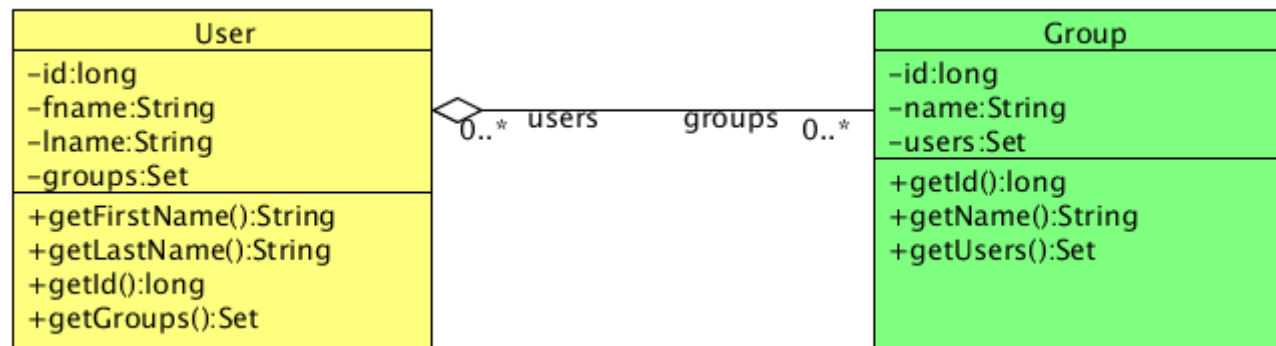 User
-id:long
-fname:String
-lname:String
-groups:Set
+getFirstName():String
+getLastName():String
+getId():long
+getGroups():Set
0..* users groups 0..*
Group
-id:long
-name:String
-users:Set
+getId():long
+getName():String
+getUsers():Set